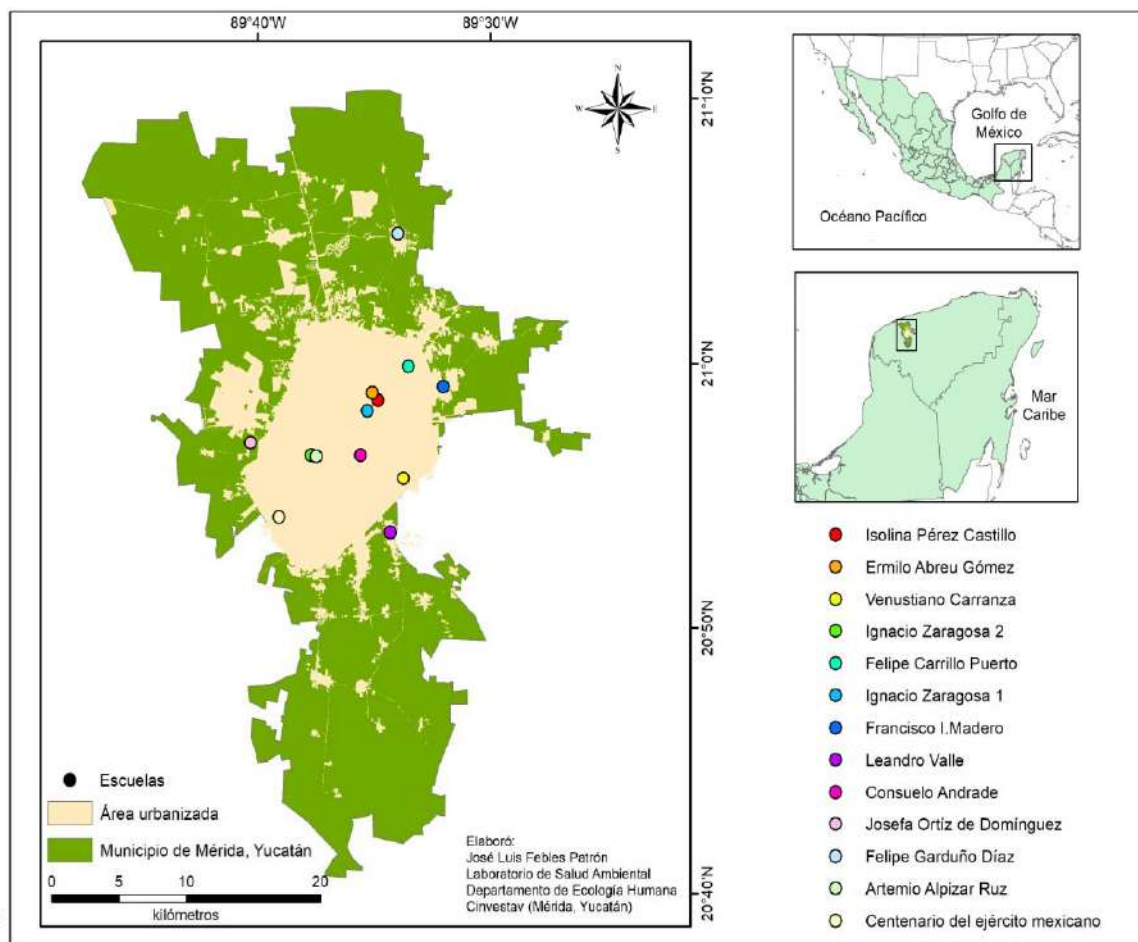 89°40'W
89°30'W
N
W
E
S
21°10'N
21°0'N
20°50'N
20°40'N
Escuelas
Área urbanizada
Municipio de Mérida, Yucatán
0 5 10 20
kilómetros
Elaboró:
José Luis Febles Patrón
Laboratorio de Salud Ambiental
Departamento de Ecología Humana
Cinvestav (Mérida, Yucatán)
Golfo de
México
Océano Pacífico
Mar
Caribe
Isolina Pérez Castillo
Ermilo Abreu Gómez
Venustiano Carranza
Ignacio Zaragosa 2
Felipe Carrillo Puerto
Ignacio Zaragosa 1
Francisco I.Madero
Leandro Valle
Consuelo Andrade
Josefa Ortíz de Domínguez
Felipe Garduño Díaz
Artemio Alpizar Ruz
Centenario del ejército mexicano